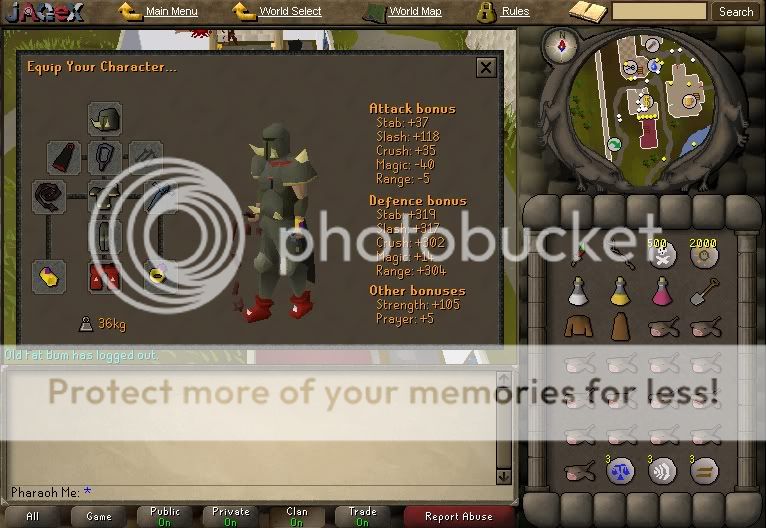 JAGeX
Main Menu
World Select
World Map
Rules
Search
Equip Your Character...
Attack bonus
Stab: +37
Slash: +118
Crush: +35
Magic: -40
Range: -5
Defence bonus
Stab: +319
Slash: +317
Crush: +302
Magic: +14
Range: +304
Other bonuses
Strength: +105
Prayer: +5
36kg
N
500
2000
photobucket
Old Fat Bum has logged out.
Protect more of your memories for less!
3
3
3
Pharaoh Me: *
All
Game
Public
On
Private
On
Clan
On
Trade
On
Report Abuse